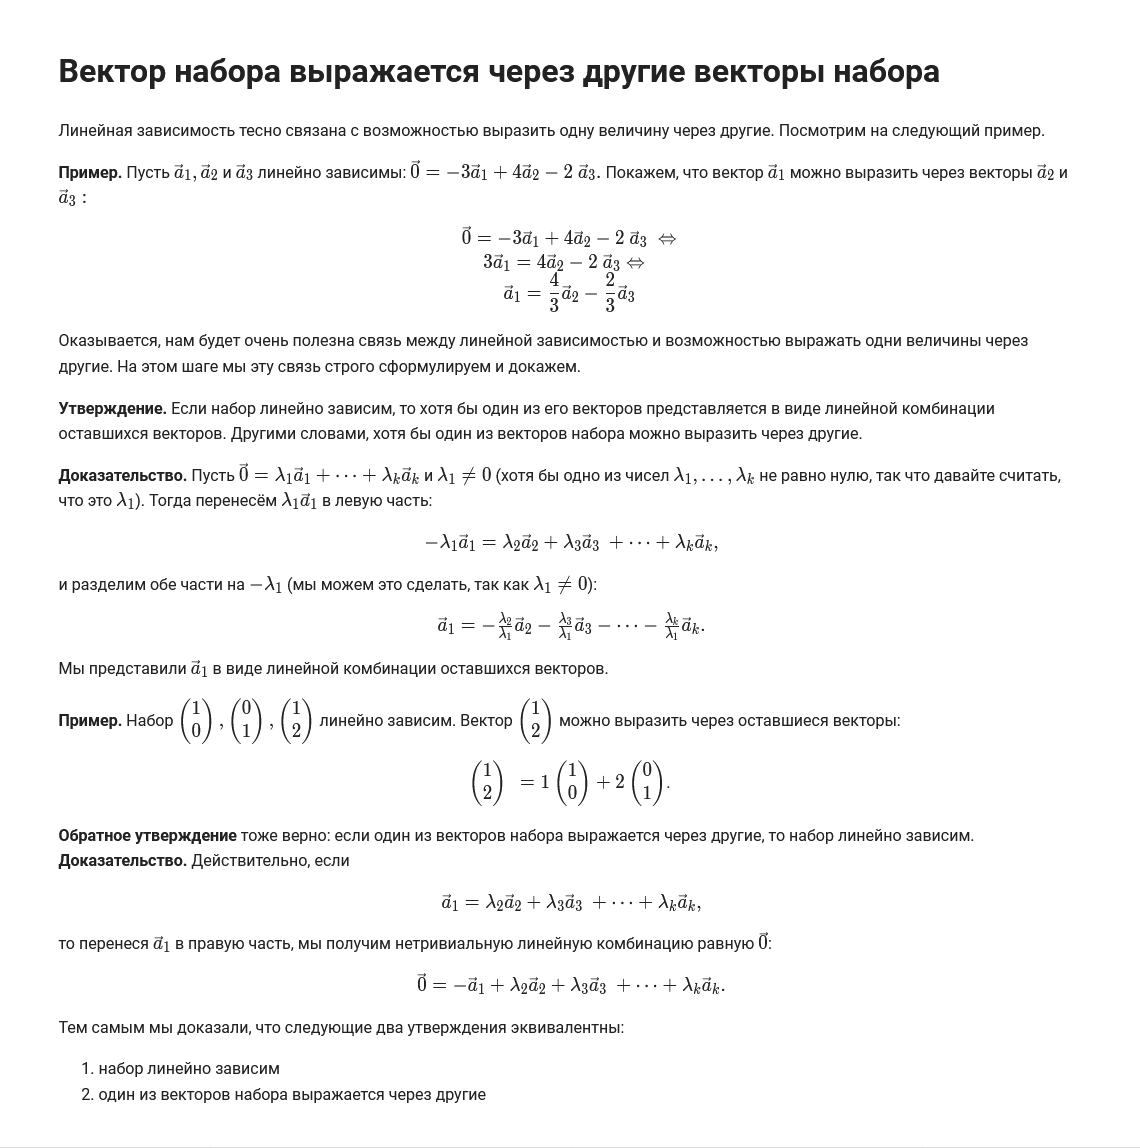 Вектор набора выражается через другие векторы набора
Линейная зависимость тесно связана с возможностью выразить одну величину через другие. Посмотрим на следующий пример.
Пример. Пусть $\vec{a}_1, \vec{a}_2$ и $\vec{a}_3$ линейно зависимы: $\vec{0} = -3\vec{a}_1 + 4\vec{a}_2 - 2\,\vec{a}_3.$ Покажем, что вектор $\vec{a}_1$ можно выразить через векторы $\vec{a}_2$ и
$\vec{a}_3:$
$\vec{0} = -3\vec{a}_1 + 4\vec{a}_2 - 2\,\vec{a}_3 \Leftrightarrow$
$3\vec{a}_1 = 4\vec{a}_2 - 2\,\vec{a}_3 \Leftrightarrow$
$\vec{a}_1 = \frac{4}{3}\vec{a}_2 - \frac{2}{3}\vec{a}_3$
Оказывается, нам будет очень полезна связь между линейной зависимостью и возможностью выражать одни величины через
другие. На этом шаге мы эту связь строго сформулируем и докажем.
Утверждение. Если набор линейно зависим, то хотя бы один из его векторов представляется в виде линейной комбинации
оставшихся векторов. Другими словами, хотя бы один из векторов набора можно выразить через другие.
Доказательство. Пусть $\vec{0} = \lambda_1\vec{a}_1 + \cdots + \lambda_k\vec{a}_k$ и $\lambda_1 \neq 0$ (хотя бы одно из чисел $\lambda_1, \ldots, \lambda_k$ не равно нулю, так что давайте считать,
что это $\lambda_1$). Тогда перенесём $\lambda_1\vec{a}_1$ в левую часть:
$-\lambda_1\vec{a}_1 = \lambda_2\vec{a}_2 + \lambda_3\vec{a}_3 + \cdots + \lambda_k\vec{a}_k,$
и разделим обе части на $-\lambda_1$ (мы можем это сделать, так как $\lambda_1 \neq 0$):
$\vec{a}_1 = -\frac{\lambda_2}{\lambda_1}\vec{a}_2 - \frac{\lambda_3}{\lambda_1}\vec{a}_3 - \cdots - \frac{\lambda_k}{\lambda_1}\vec{a}_k.$
Мы представили $\vec{a}_1$ в виде линейной комбинации оставшихся векторов.
Пример. Набор $\begin{pmatrix}1\\0\end{pmatrix}, \begin{pmatrix}0\\1\end{pmatrix}, \begin{pmatrix}1\\2\end{pmatrix}$ линейно зависим. Вектор $\begin{pmatrix}1\\2\end{pmatrix}$ можно выразить через оставшиеся векторы:
$\begin{pmatrix}1\\2\end{pmatrix} = 1\begin{pmatrix}1\\0\end{pmatrix} + 2\begin{pmatrix}0\\1\end{pmatrix}.$
Обратное утверждение тоже верно: если один из векторов набора выражается через другие, то набор линейно зависим.
Доказательство. Действительно, если
$\vec{a}_1 = \lambda_2\vec{a}_2 + \lambda_3\vec{a}_3 + \cdots + \lambda_k\vec{a}_k,$
то перенеся $\vec{a}_1$ в правую часть, мы получим нетривиальную линейную комбинацию равную $\vec{0}$:
$\vec{0} = -\vec{a}_1 + \lambda_2\vec{a}_2 + \lambda_3\vec{a}_3 + \cdots + \lambda_k\vec{a}_k.$
Тем самым мы доказали, что следующие два утверждения эквивалентны:
1. набор линейно зависим
2. один из векторов набора выражается через другие